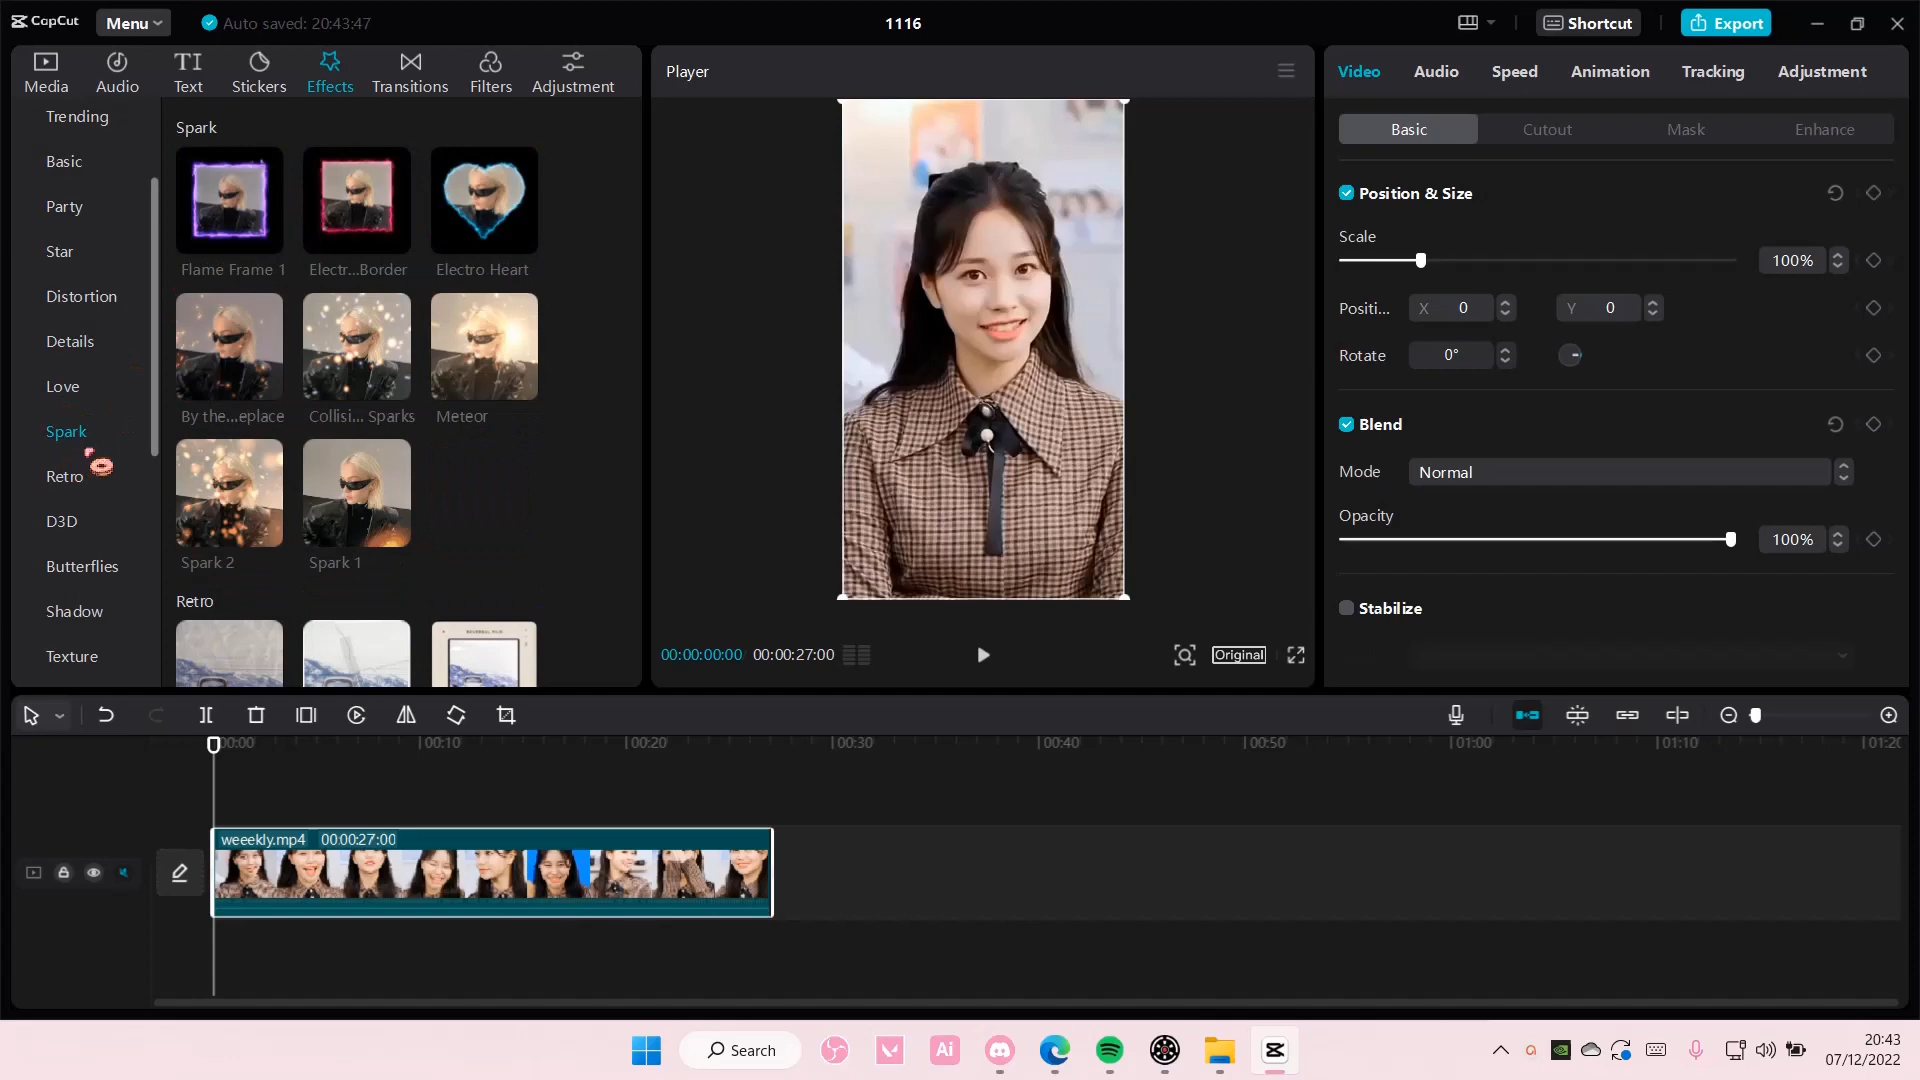 CapCut
Menu
Auto saved: 20:43:47
1116
Shortcut
Export
Media
Audio
Text
Stickers
Effects
Transitions
Filters
Adjustment
Trending
Basic
Party
Star
Distortion
Details
Love
Spark
Retro
D3D
Butterflies
Shadow
Texture
Spark
Flame Frame 1
Electr...Border
Electro Heart
By the...eplace
Collisi... Sparks
Meteor
Spark 2
Spark 1
Retro
Player
00:00:00:00
00:00:27:00
Original
Video
Audio
Speed
Animation
Tracking
Adjustment
Basic
Cutout
Mask
Enhance
Position & Size
Scale
100%
Positi...
X 0
Y 0
Rotate
0°
Blend
Mode
Normal
Opacity
100%
Stabilize
00:00
00:10
00:20
00:30
00:40
00:50
01:00
01:10
01:20
weeekly.mp4 00:00:27:00
Search
Ai
20:43
07/12/2022